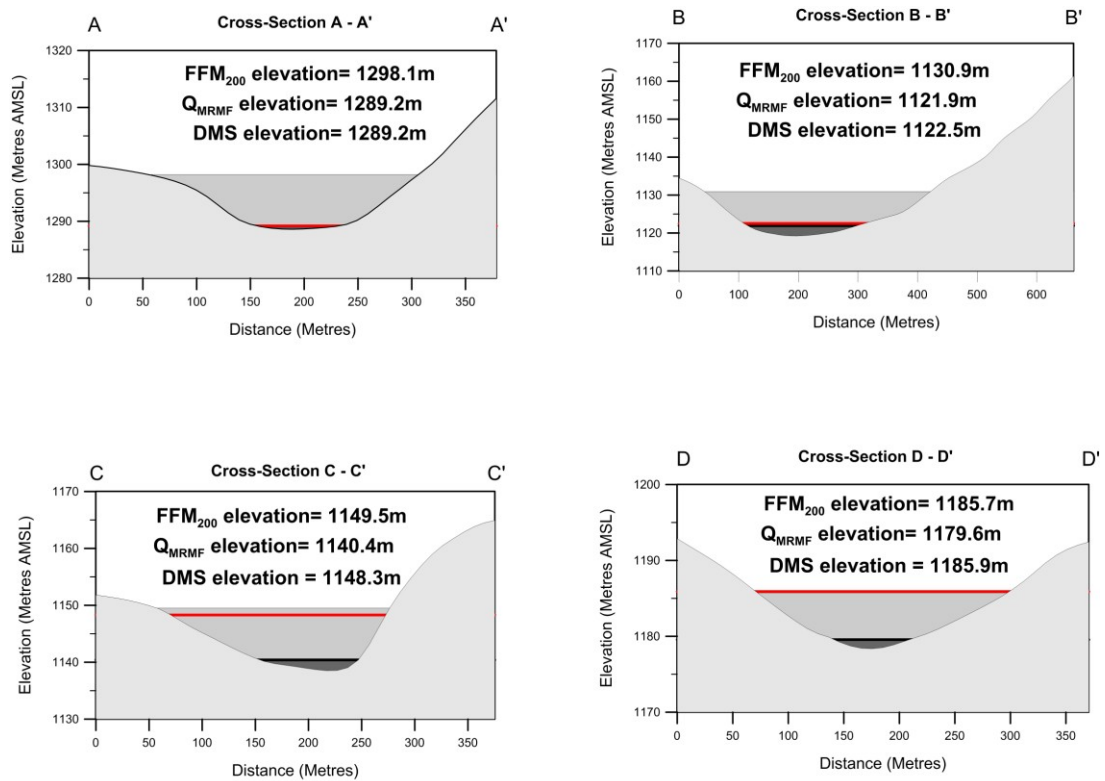 A
Cross-Section A - A'
A'
Elevation (Metres AMSL)
1320
1310
1300
1290
1280
FFM200 elevation= 1298.1m
QMRMF elevation= 1289.2m
DMS elevation= 1289.2m
0 50 100 150 200 250 300 350
Distance (Metres)
B
Cross-Section B - B'
B'
Elevation (Metres AMSL)
1170
1160
1150
1140
1130
1120
1110
FFM200 elevation= 1130.9m
QMRMF elevation= 1121.9m
DMS elevation= 1122.5m
0 100 200 300 400 500 600
Distance (Metres)
C
Cross-Section C - C'
C'
Elevation (Metres AMSL)
1170
1160
1150
1140
1130
FFM200 elevation= 1149.5m
QMRMF elevation= 1140.4m
DMS elevation = 1148.3m
0 50 100 150 200 250 300 350
Distance (Metres)
D
Cross-Section D - D'
D'
Elevation (Metres AMSL)
1200
1190
1180
1170
FFM200 elevation= 1185.7m
QMRMF elevation= 1179.6m
DMS elevation= 1185.9m
0 50 100 150 200 250 300 350
Distance (Metres)